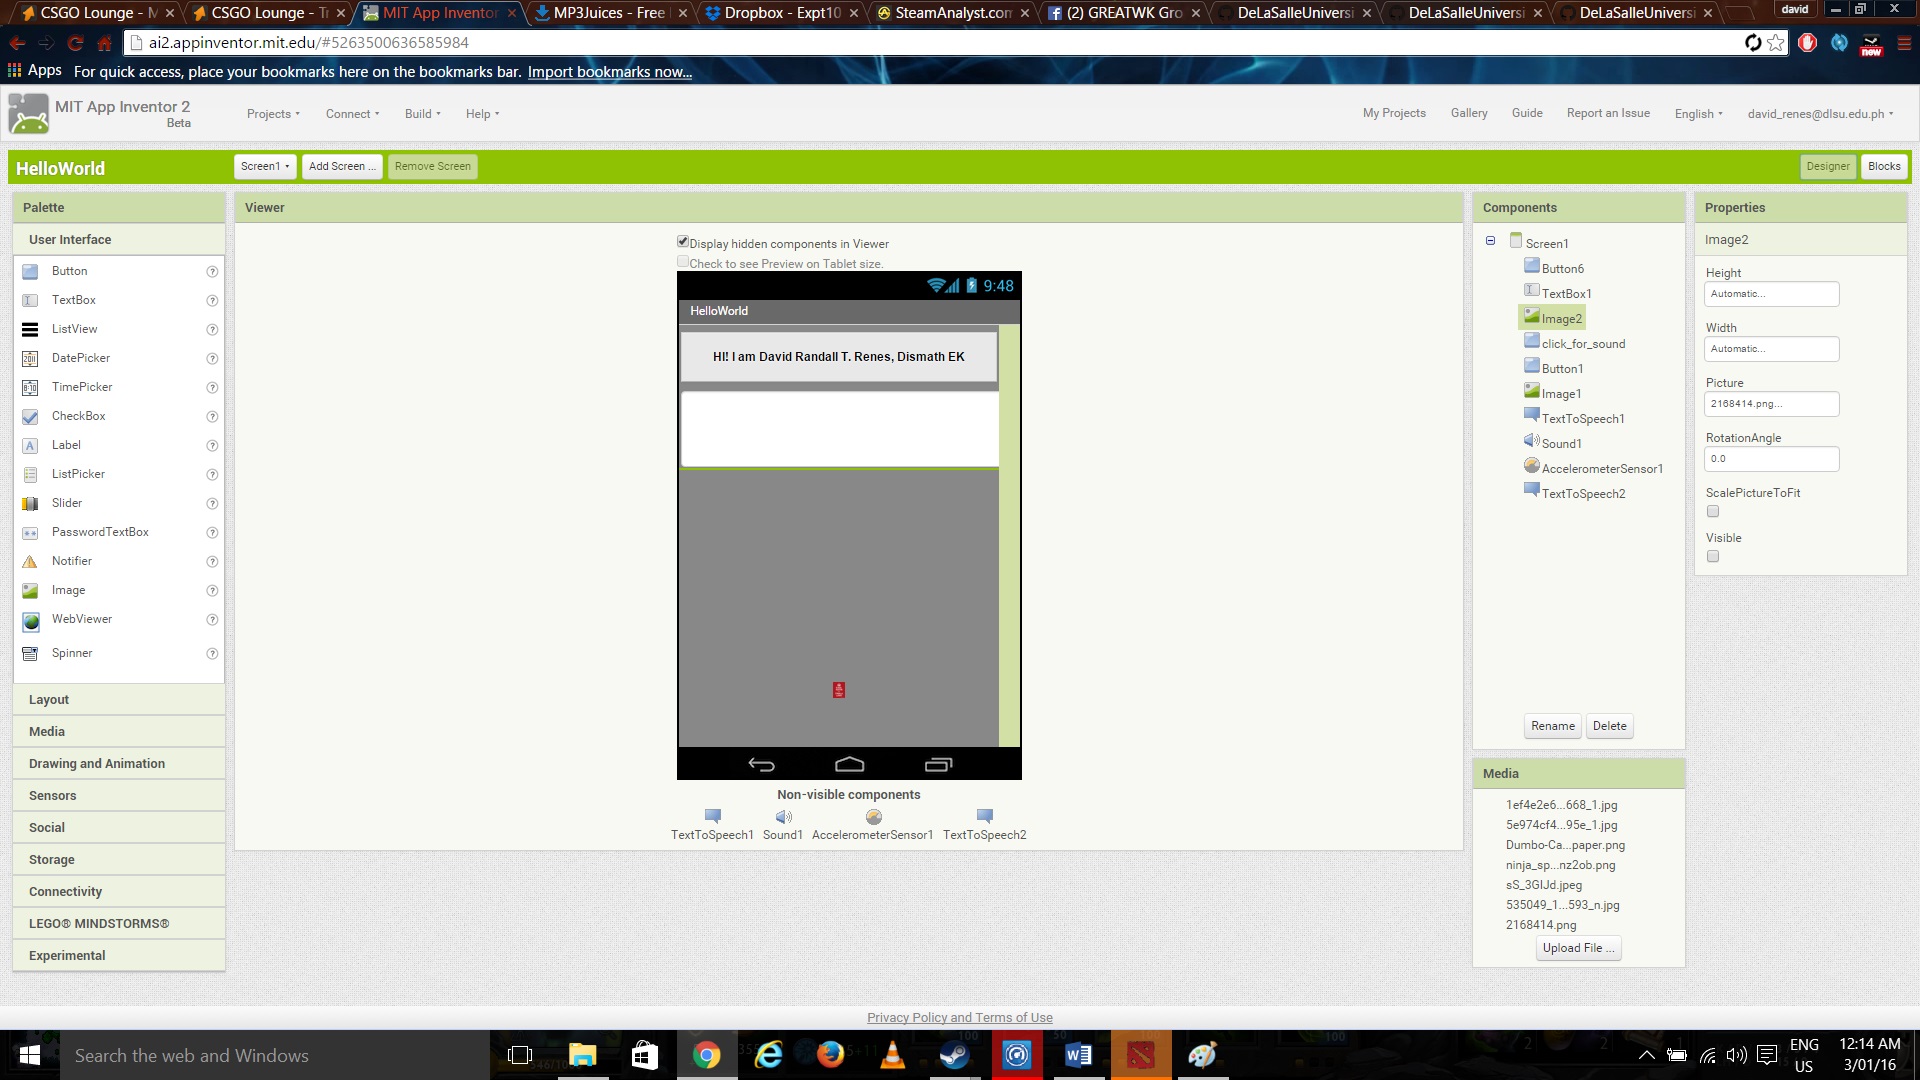 CSGO Lounge - M
CSGO Lounge - Tr
MIT App Inventor
MP3Juices - Free
Dropbox - Expt10
SteamAnalyst.com
(2) GREATWK Gro
DeLaSalleUniversi
DeLaSalleUniversi
DeLaSalleUniversi
david
ai2.appinventor.mit.edu/#5263500636585984
new
Apps For quick access, place your bookmarks here on the bookmarks bar. Import bookmarks now...
MIT App Inventor 2
Beta
Projects Connect Build Help
My Projects Gallery Guide Report an Issue English david_renes@dlsu.edu.ph
HelloWorld
Screen1 Add Screen ... Remove Screen
Designer Blocks
Palette
User Interface
Button
TextBox
ListView
DatePicker
TimePicker
CheckBox
Label
ListPicker
Slider
PasswordTextBox
Notifier
Image
WebViewer
Spinner
Layout
Media
Drawing and Animation
Sensors
Social
Storage
Connectivity
LEGO® MINDSTORMS®
Experimental
Viewer
Display hidden components in Viewer
Check to see Preview on Tablet size.
9:48
HelloWorld
HI! I am David Randall T. Renes, Dismath EK
Non-visible components
TextToSpeech1 Sound1 AccelerometerSensor1 TextToSpeech2
Components
Screen1
Button6
TextBox1
Image2
click_for_sound
Button1
Image1
TextToSpeech1
Sound1
AccelerometerSensor1
TextToSpeech2
Rename Delete
Media
1ef4e2e6...668_1.jpg
5e974cf4...95e_1.jpg
Dumbo-Ca...paper.png
ninja_sp...nz2ob.png
sS_3GIJd.jpeg
535049_1...593_n.jpg
2168414.png
Upload File ...
Properties
Image2
Height
Automatic...
Width
Automatic...
Picture
2168414.png...
RotationAngle
0.0
ScalePictureToFit
Visible
Privacy Policy and Terms of Use
Search the web and Windows
ENG
US
12:14 AM
3/01/16